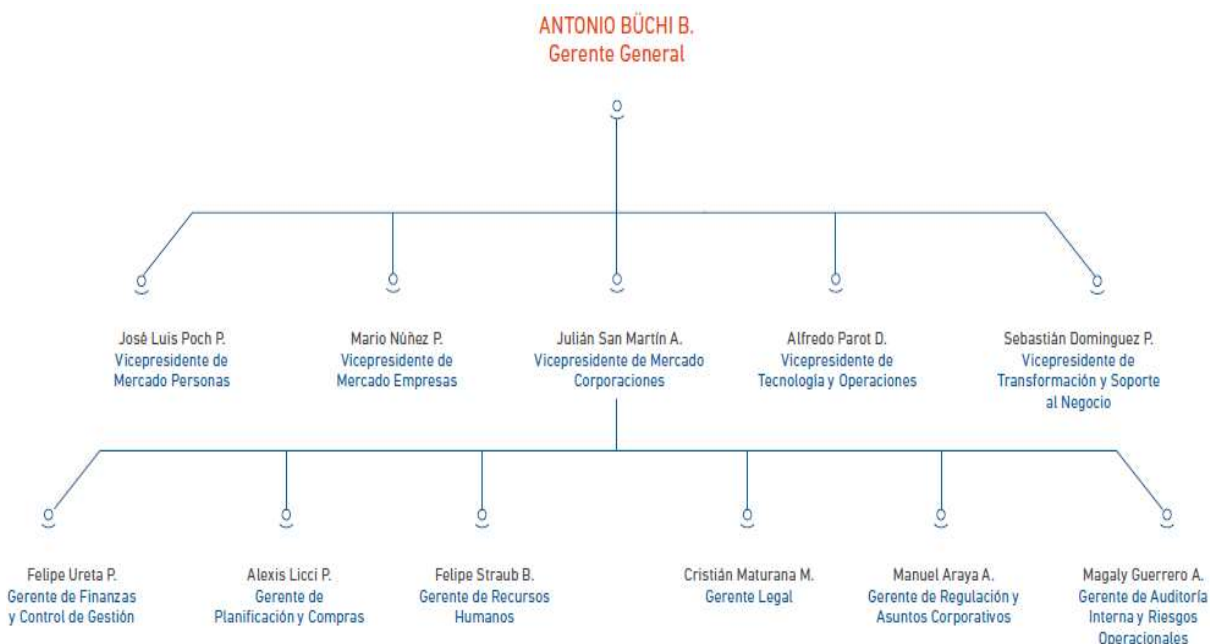 ANTONIO BÜCHI B.
Gerente General
José Luis Poch P.
Vicepresidente de
Mercado Personas
Mario Núñez P.
Vicepresidente de
Mercado Empresas
Julián San Martín A.
Vicepresidente de Mercado
Corporaciones
Alfredo Parot D.
Vicepresidente de
Tecnología y Operaciones
Sebastián Dominguez P.
Vicepresidente de
Transformación y Soporte
al Negocio
Felipe Ureta P.
Gerente de Finanzas
y Control de Gestión
Alexis Licci P.
Gerente de
Planificación y Compras
Felipe Straub B.
Gerente de Recursos
Humanos
Cristián Maturana M.
Gerente Legal
Manuel Araya A.
Gerente de Regulación y
Asuntos Corporativos
Magaly Guerrero A.
Gerente de Auditoría
Interna y Riesgos
Operacionales